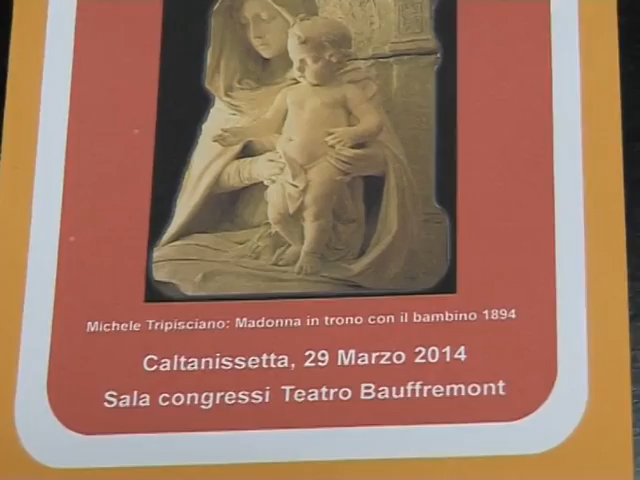 Michele Tripisciano: Madonna in trono con il bambino 1894
Caltanissetta, 29 Marzo 2014
Sala congressi Teatro Bauffremont